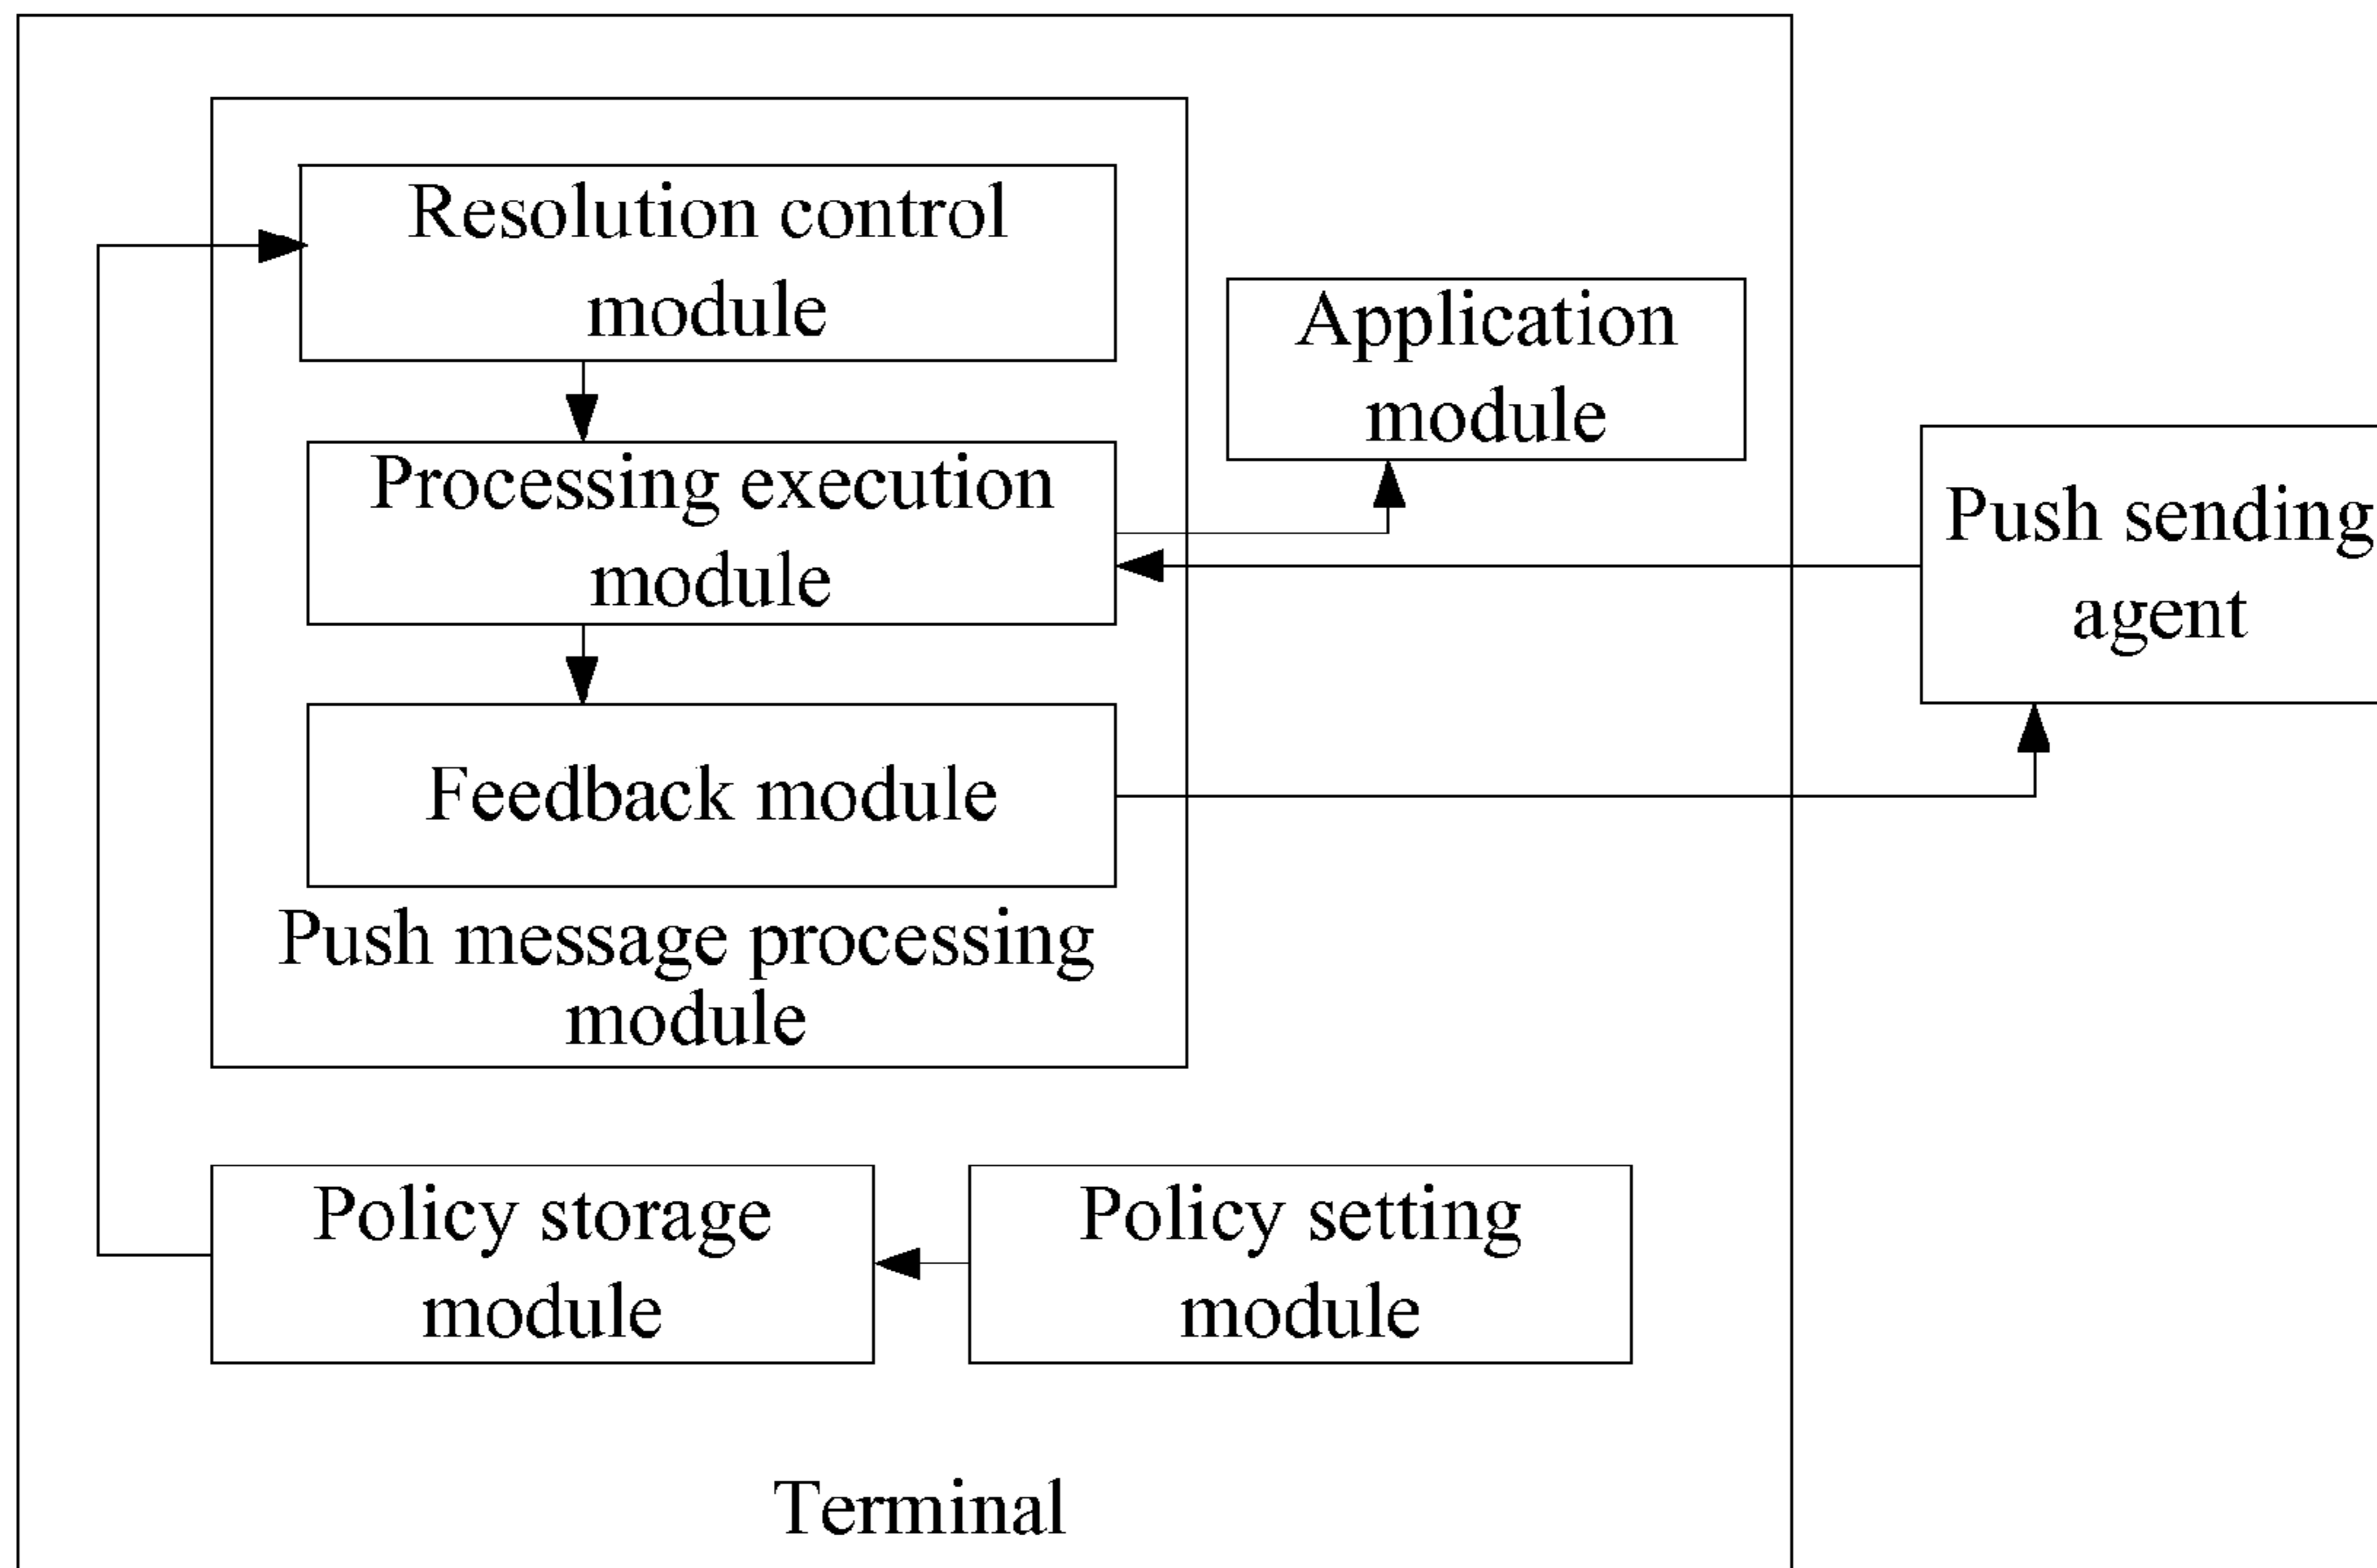 Resolution control
module
Application
module
Processing execution
module
Push sending
agent
Feedback module
Push message processing
module
Policy storage
module
Policy setting
module
Terminal